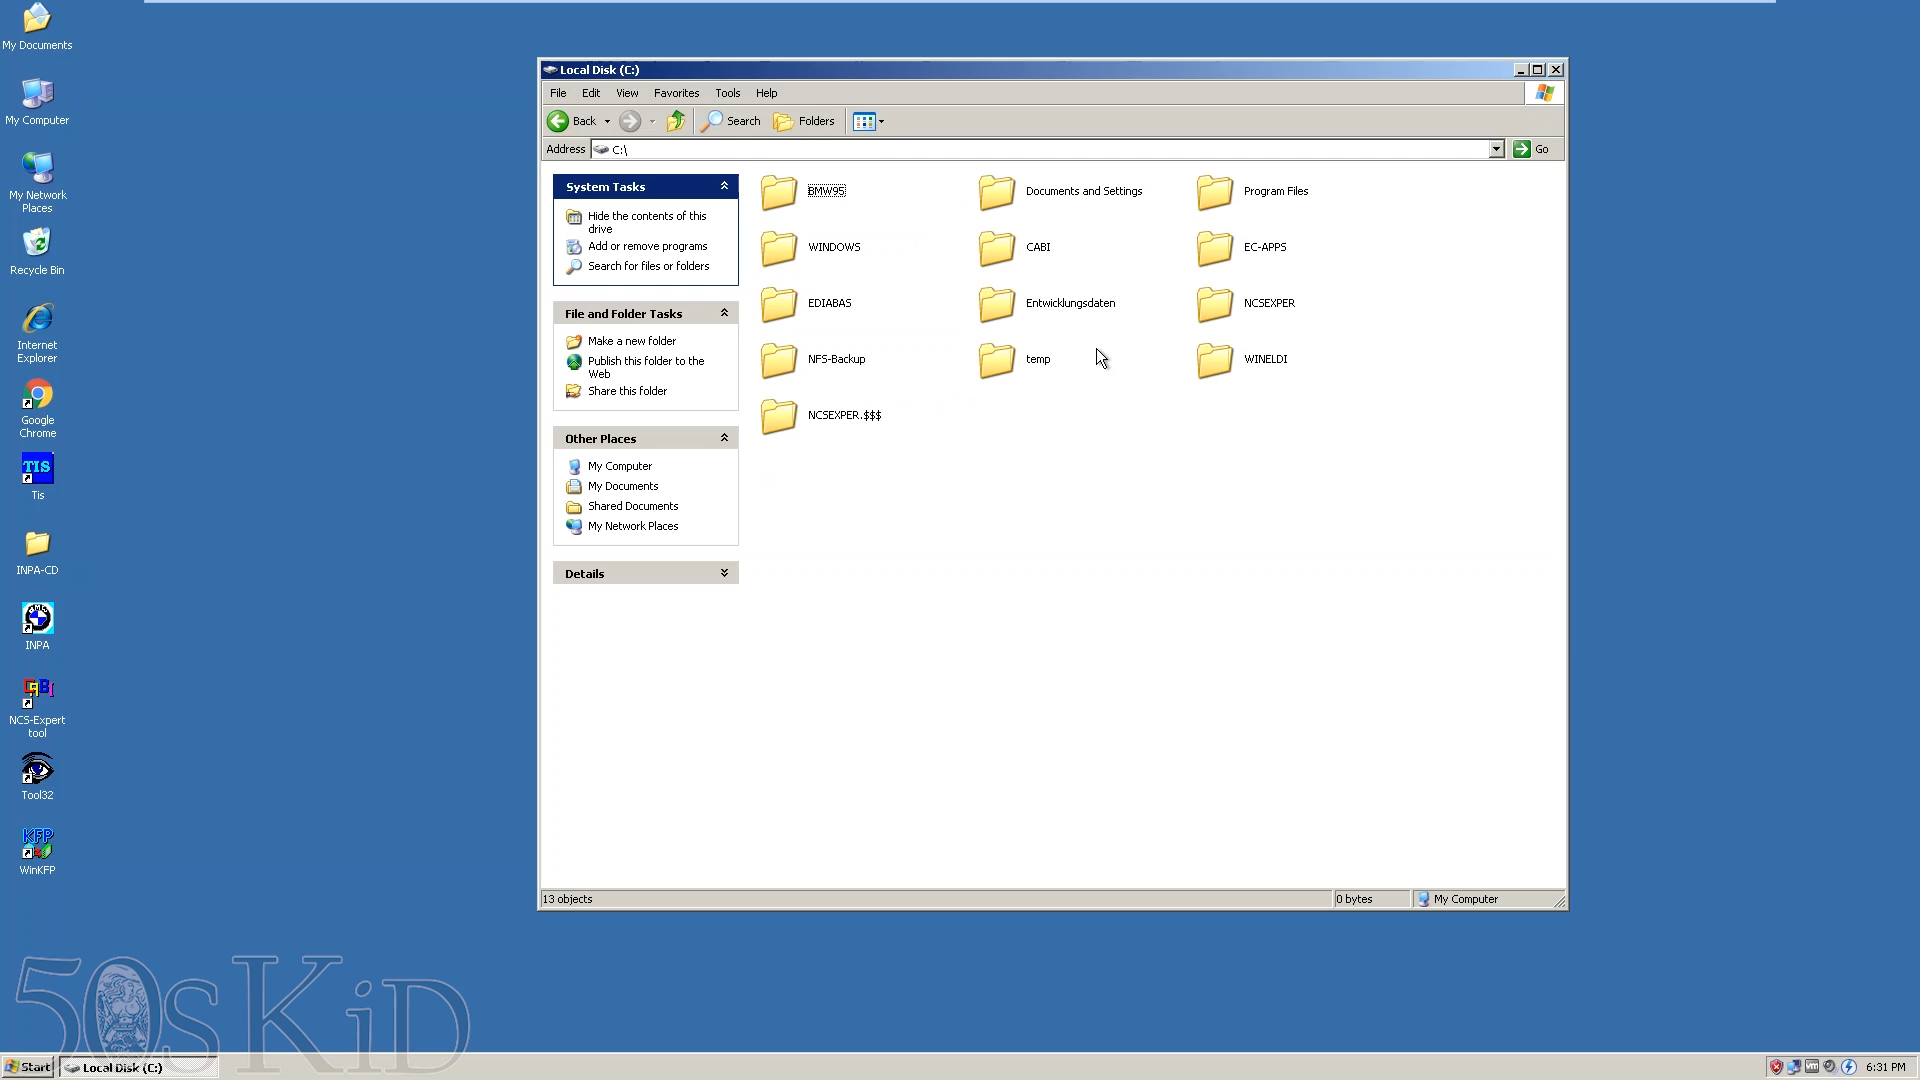 My Documents
My Computer
My Network
Places
Recycle Bin
Internet
Explorer
Google
Chrome
TIS
Tis
INPA-CD
INPA
NCS-Expert
tool
Tool32
KFP
WinKFP
Local Disk (C:)
File Edit View Favorites Tools Help
Back Search Folders
Address C:\ Go
System Tasks
Hide the contents of this
drive
Add or remove programs
Search for files or folders
File and Folder Tasks
Make a new folder
Publish this folder to the
Web
Share this folder
Other Places
My Computer
My Documents
Shared Documents
My Network Places
Details
BMW95 Documents and Settings Program Files
WINDOWS CABI EC-APPS
EDIABAS Entwicklungsdaten NCSEXPER
NFS-Backup temp WINELDI
NCSEXPER.$$$
13 objects 0 bytes My Computer
50sKiD
Start Local Disk (C:) 6:31 PM